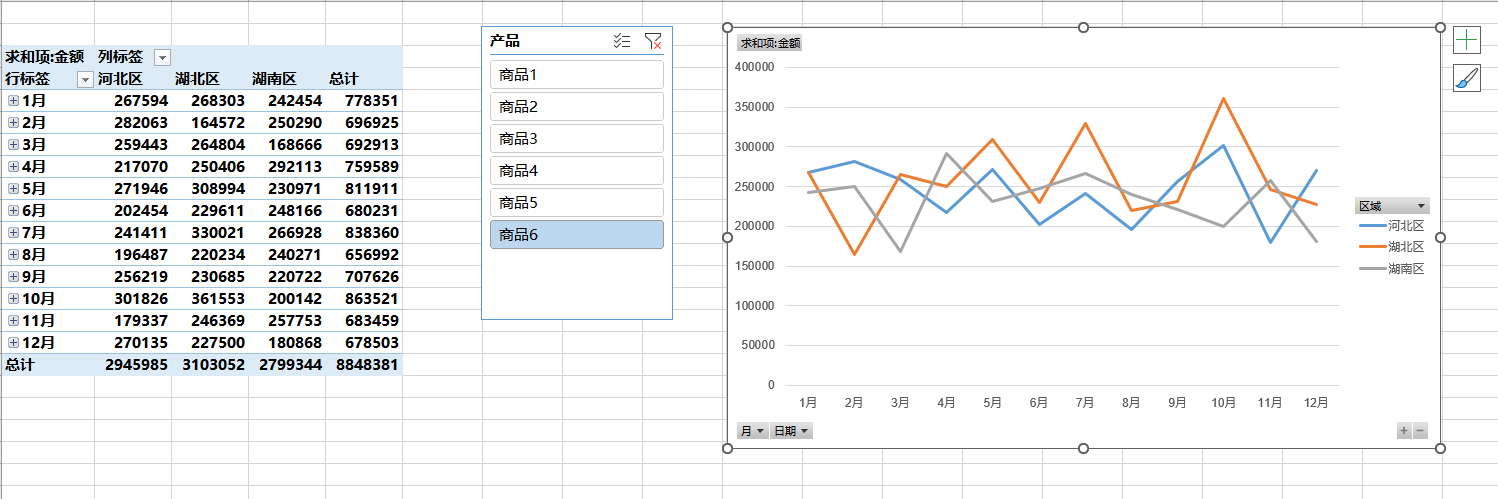 求和项:金额 列标签
行标签 河北区 湖北区 湖南区 总计
1月 267594 268303 242454 778351
2月 282063 164572 250290 696925
3月 259443 264804 168666 692913
4月 217070 250406 292113 759589
5月 271946 308994 230971 811911
6月 202454 229611 248166 680231
7月 241411 330021 266928 838360
8月 196487 220234 240271 656992
9月 256219 230685 220722 707626
10月 301826 361553 200142 863521
11月 179337 246369 257753 683459
12月 270135 227500 180868 678503
总计 2945985 3103052 2799344 8848381
产品
商品1
商品2
商品3
商品4
商品5
商品6
求和项:金额
400000
350000
300000
250000
200000
150000
100000
50000
0
1月 2月 3月 4月 5月 6月 7月 8月 9月 10月 11月 12月
区域
河北区
湖北区
湖南区
月 日期